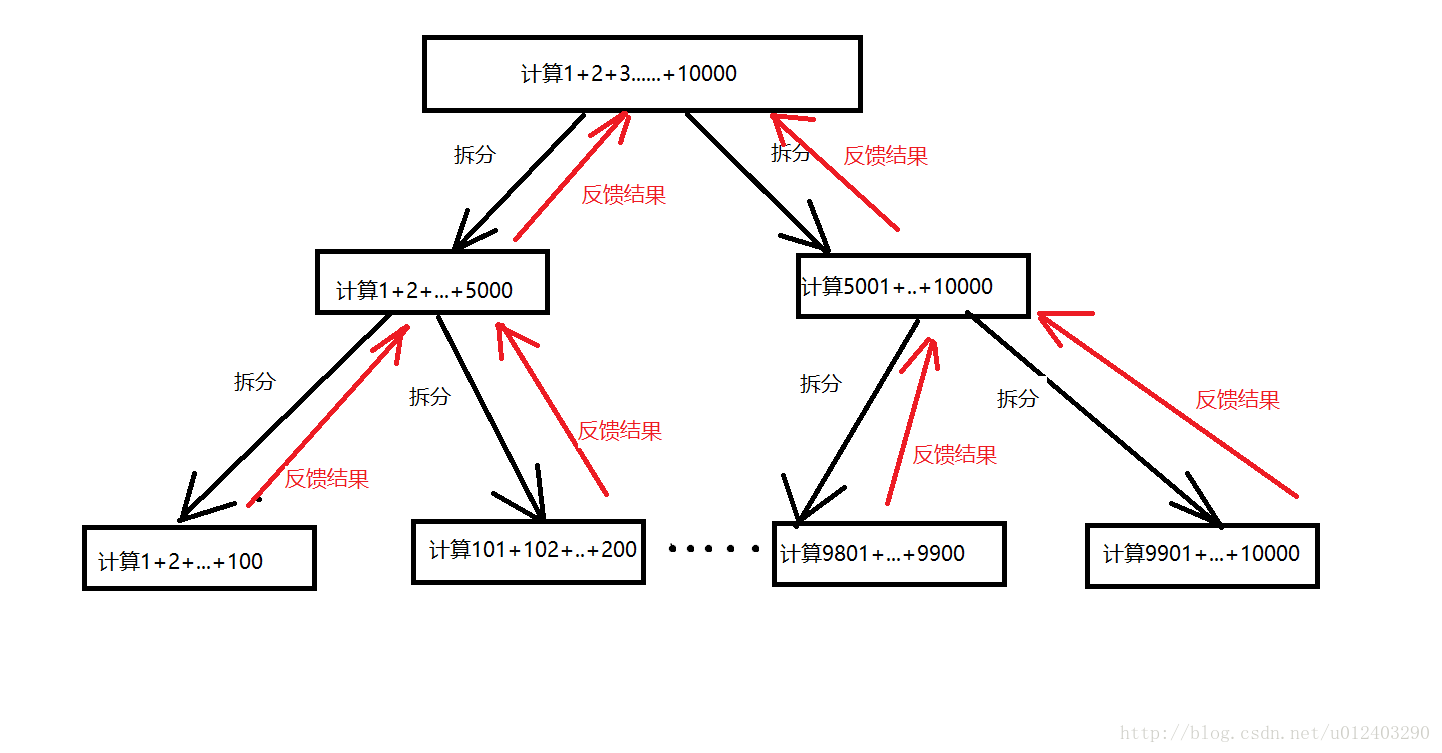 计算1+2+3......+10000
拆分
拆分
反馈结果
反馈结果
计算1+2+...+5000
计算5001+..+10000
拆分
拆分
拆分
拆分
反馈结果
反馈结果
反馈结果
反馈结果
计算1+2+...+100
计算101+102+..+200
······
计算9801+...+9900
计算9901+...+10000
http://blog.csdn.net/u012403290